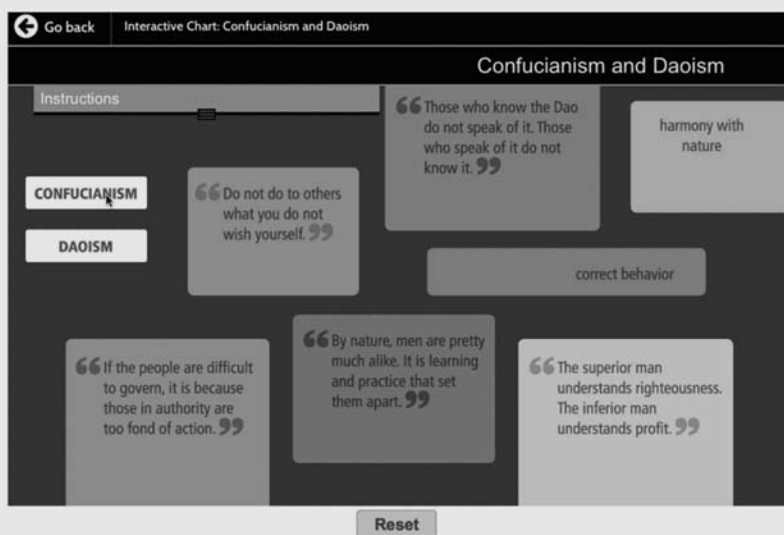 Go back
Interactive Chart: Confucianism and Daoism
Confucianism and Daoism
Instructions
“Those who know the Dao
do not speak of it. Those
who speak of it do not
know it.”
harmony with
nature
CONFUCIANISM
“Do not do to others
what you do not
wish yourself.”
DAOISM
correct behavior
“If the people are difficult
to govern, it is because
those in authority are
too fond of action.”
“By nature, men are pretty
much alike. It is learning
and practice that set
them apart.”
“The superior man
understands righteousness.
The inferior man
understands profit.”
Reset